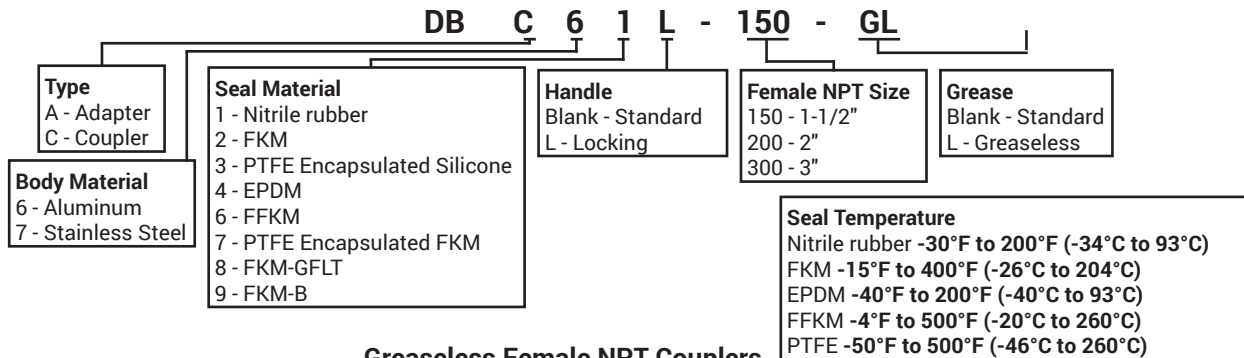 DB C 6 1 L - 150 - GL
Type
A - Adapter
C - Coupler
Body Material
6 - Aluminum
7 - Stainless Steel
Seal Material
1 - Nitrile rubber
2 - FKM
3 - PTFE Encapsulated Silicone
4 - EPDM
6 - FFKM
7 - PTFE Encapsulated FKM
8 - FKM-GFLT
9 - FKM-B
Handle
Blank - Standard
L - Locking
Female NPT Size
150 - 1-1/2"
200 - 2"
300 - 3"
Grease
Blank - Standard
L - Greaseless
Seal Temperature
Nitrile rubber -30°F to 200°F (-34°C to 93°C)
FKM -15°F to 400°F (-26°C to 204°C)
EPDM -40°F to 200°F (-40°C to 93°C)
FFKM -4°F to 500°F (-20°C to 260°C)
PTFE -50°F to 500°F (-46°C to 260°C)
Greaseless Female NPT Couplers